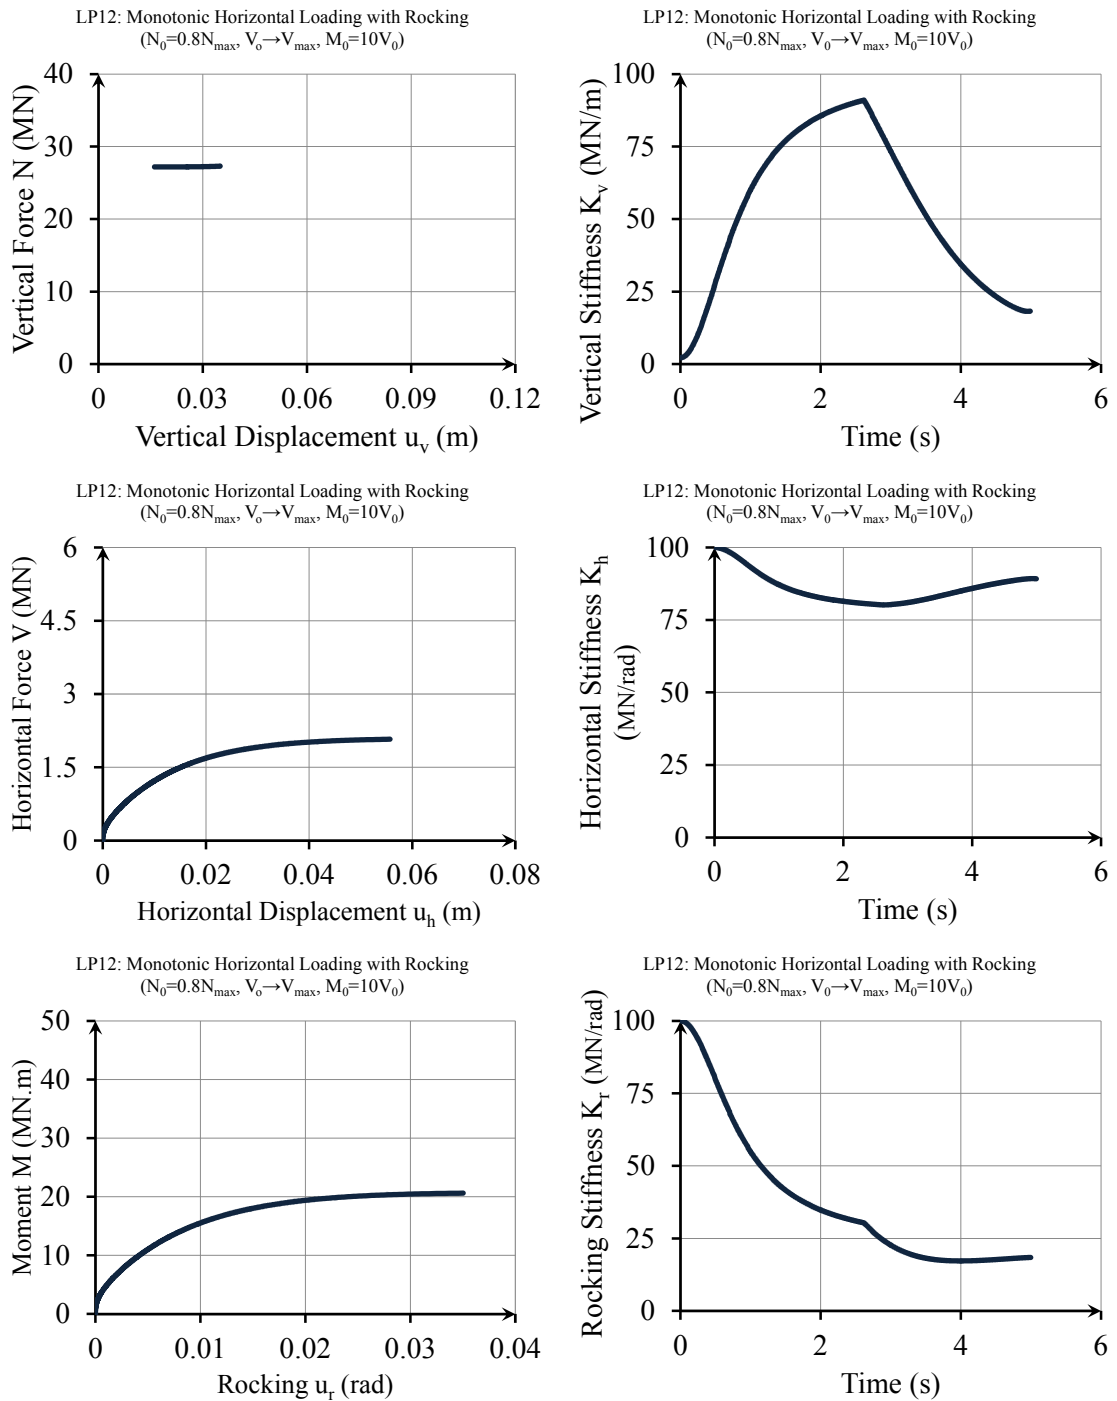 LP12: Monotonic Horizontal Loading with Rocking
(N₀=0.8Nₘₐₓ, Vₒ→Vₘₐₓ, M₀=10V₀)
Vertical Force N (MN)
40
30
20
10
0
0 0.03 0.06 0.09 0.12
Vertical Displacement uᵥ (m)
LP12: Monotonic Horizontal Loading with Rocking
(N₀=0.8Nₘₐₓ, V₀→Vₘₐₓ, M₀=10V₀)
Vertical Stiffness Kᵥ (MN/m)
100
75
50
25
0
0 2 4 6
Time (s)
LP12: Monotonic Horizontal Loading with Rocking
(N₀=0.8Nₘₐₓ, Vₒ→Vₘₐₓ, M₀=10V₀)
Horizontal Force V (MN)
6
4.5
3
1.5
0
0 0.02 0.04 0.06 0.08
Horizontal Displacement uₕ (m)
LP12: Monotonic Horizontal Loading with Rocking
(N₀=0.8Nₘₐₓ, V₀→Vₘₐₓ, M₀=10V₀)
Horizontal Stiffness Kₕ
(MN/rad)
100
75
50
25
0
0 2 4 6
Time (s)
LP12: Monotonic Horizontal Loading with Rocking
(N₀=0.8Nₘₐₓ, Vₒ→Vₘₐₓ, M₀=10V₀)
Moment M (MN.m)
50
40
30
20
10
0
0 0.01 0.02 0.03 0.04
Rocking uᵣ (rad)
LP12: Monotonic Horizontal Loading with Rocking
(N₀=0.8Nₘₐₓ, V₀→Vₘₐₓ, M₀=10V₀)
Rocking Stiffness Kᵣ (MN/rad)
100
75
50
25
0
0 2 4 6
Time (s)